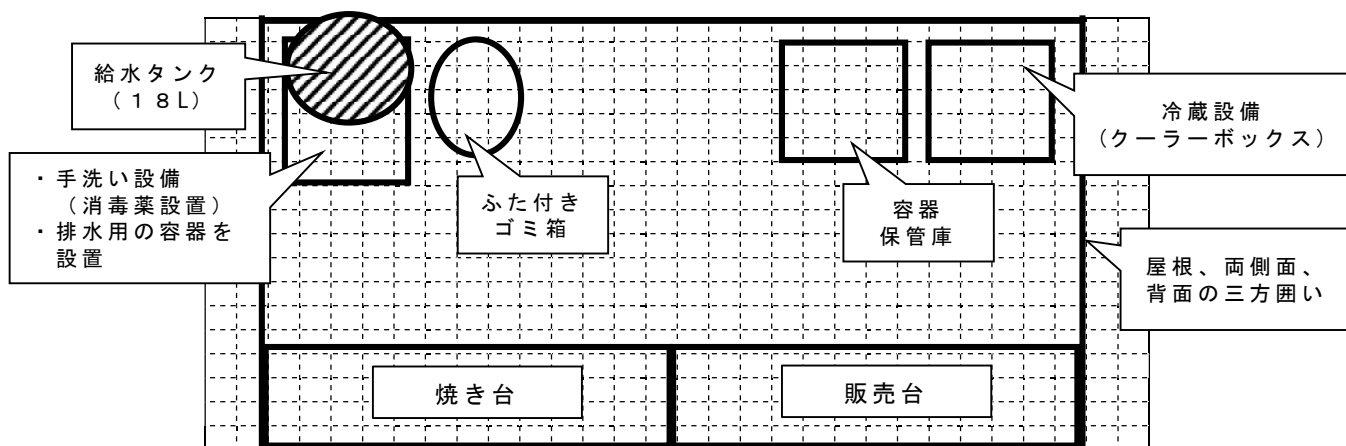 給水タンク
（１８L）
・手洗い設備
（消毒薬設置）
・排水用の容器を
設置
ふた付き
ゴミ箱
容器
保管庫
冷蔵設備
（クーラーボックス）
屋根、両側面、
背面の三方囲い
焼き台
販売台